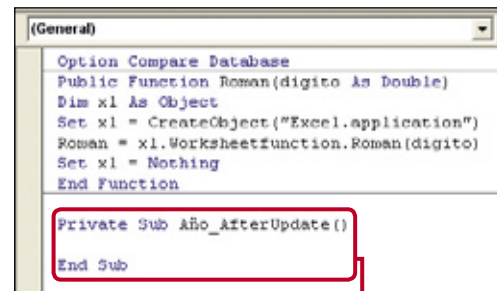 (General)
Option Compare Database
Public Function Roman(digito As Double)
Dim xl As Object
Set xl = CreateObject("Excel.application")
Roman = xl.Worksheetfunction.Roman(digito)
Set xl = Nothing
End Function
Private Sub Año_AfterUpdate()
End Sub